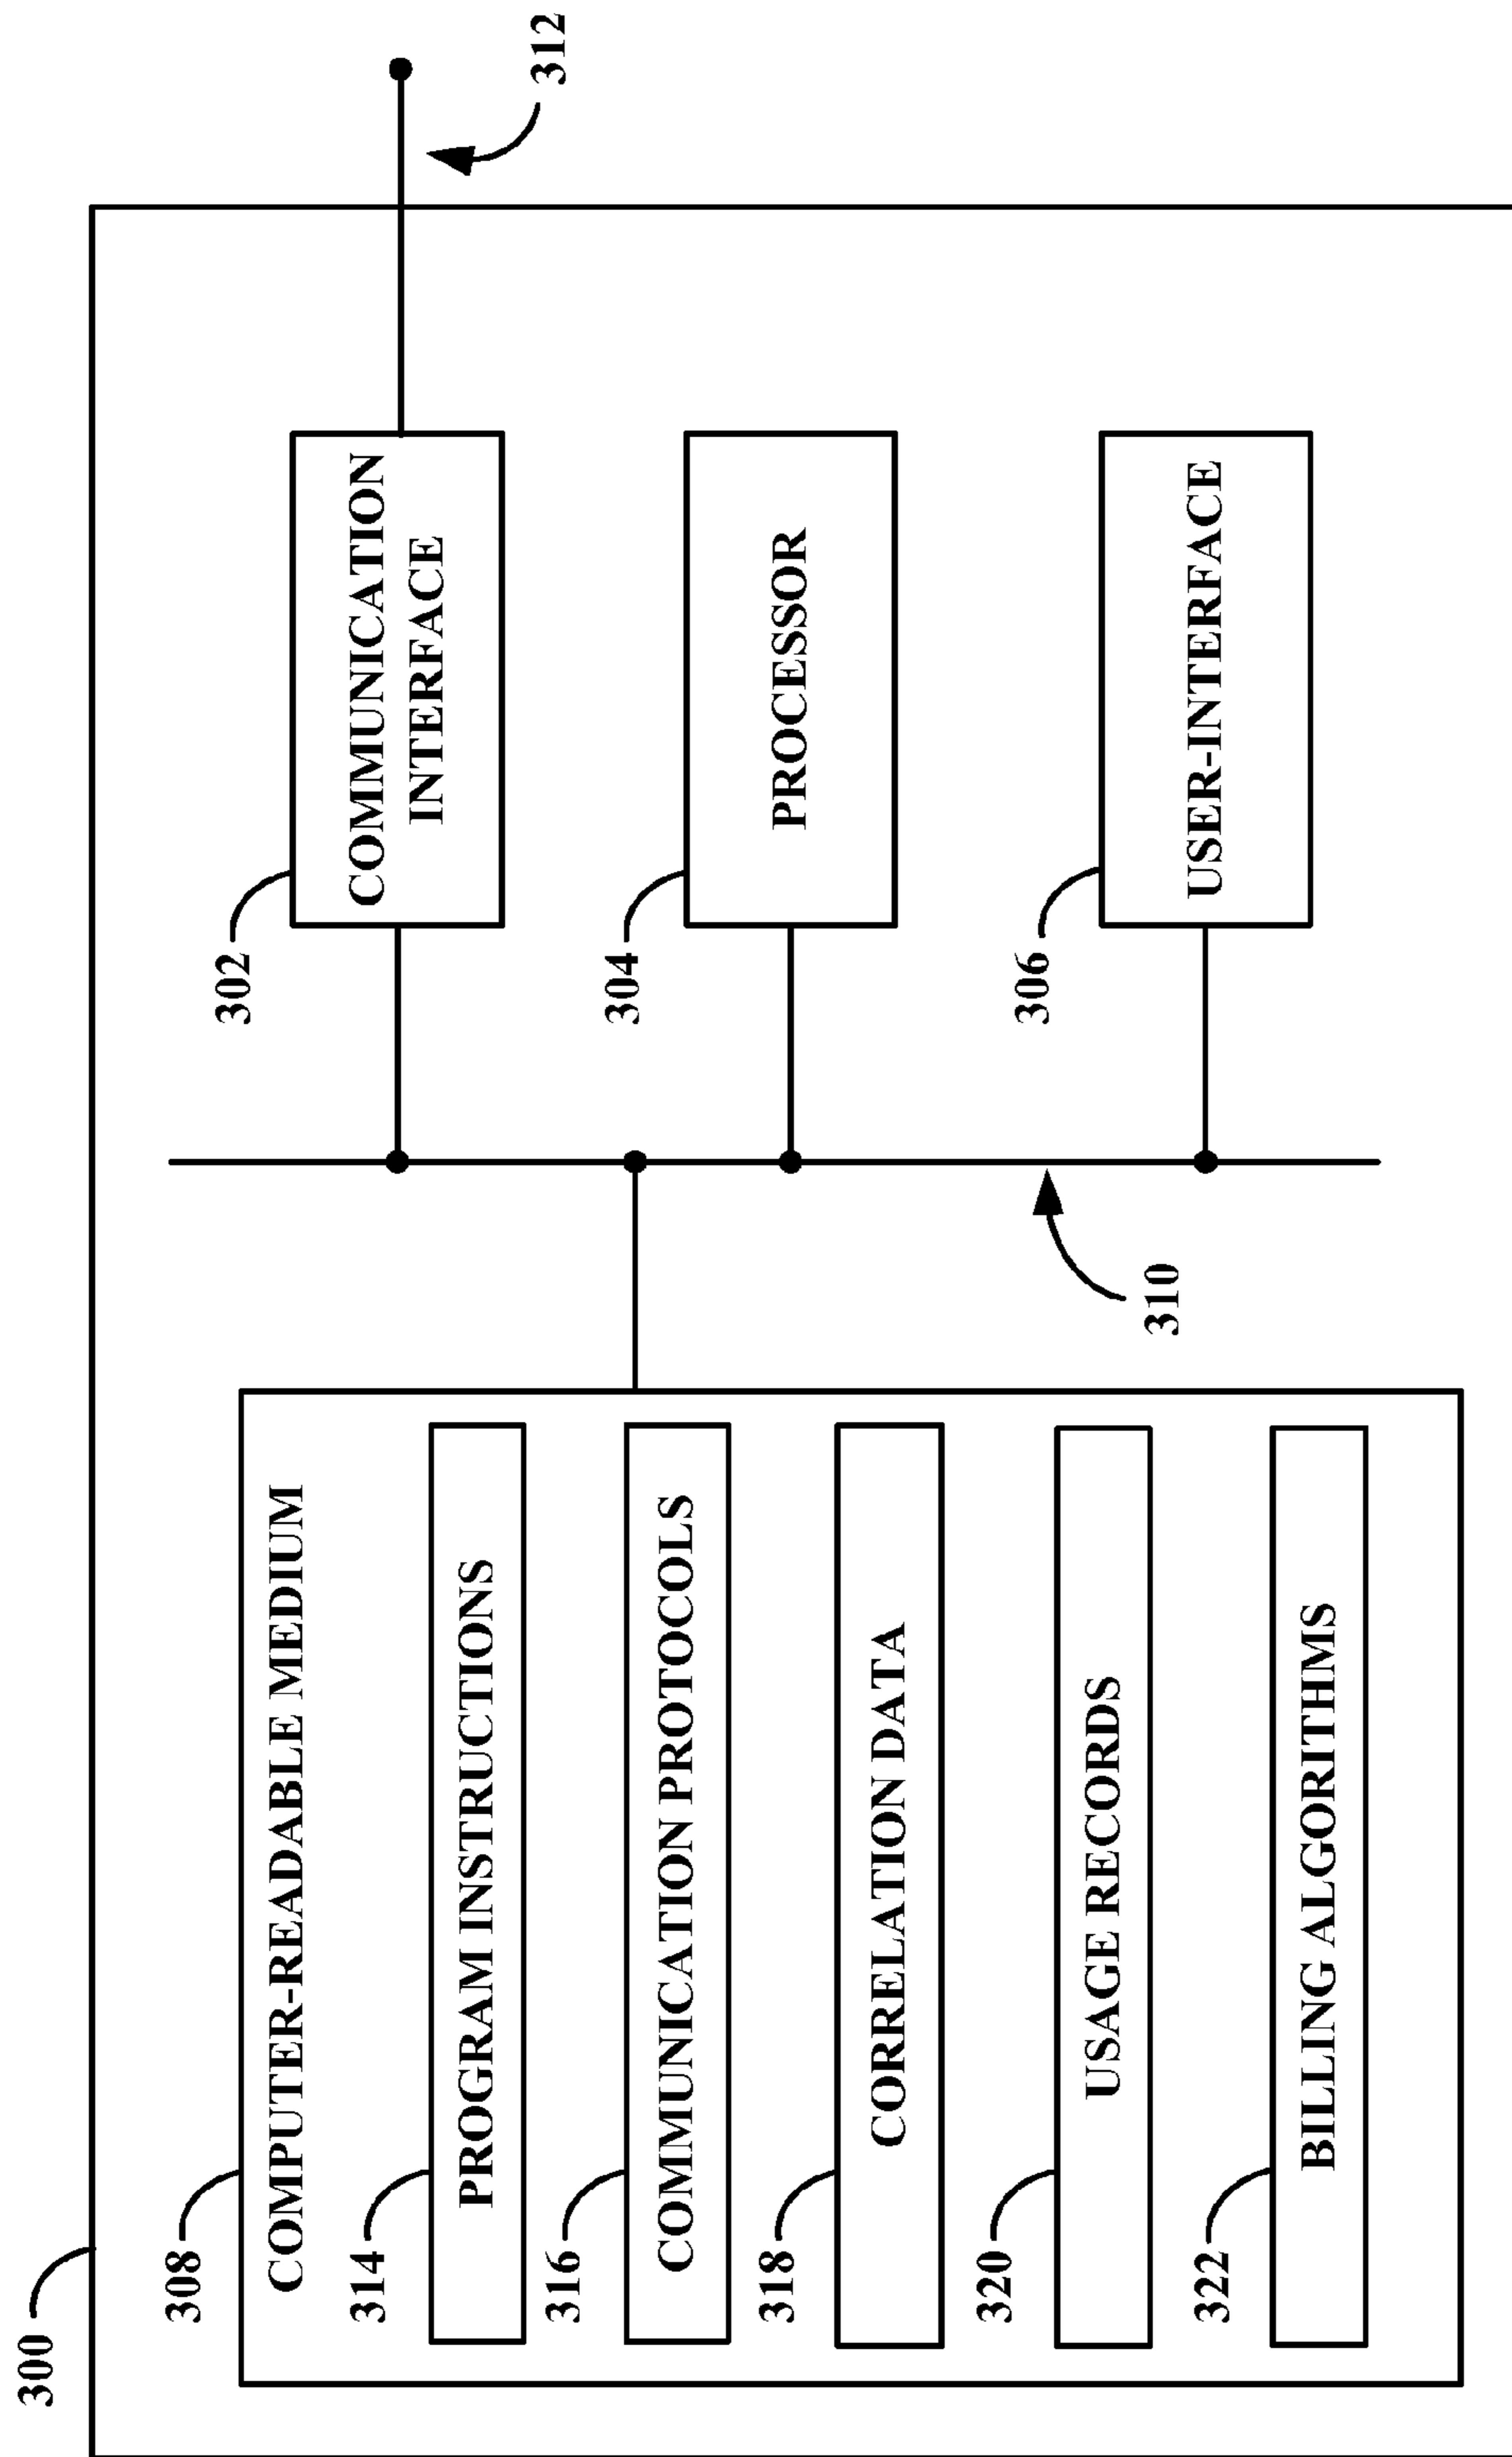 300
308
COMPUTER-READABLE MEDIUM
314
PROGRAM INSTRUCTIONS
316
COMMUNICATION PROTOCOLS
318
CORRELATION DATA
320
USAGE RECORDS
322
BILLING ALGORITHMS
310
302
COMMUNICATION
INTERFACE
304
PROCESSOR
306
USER-INTERFACE
312